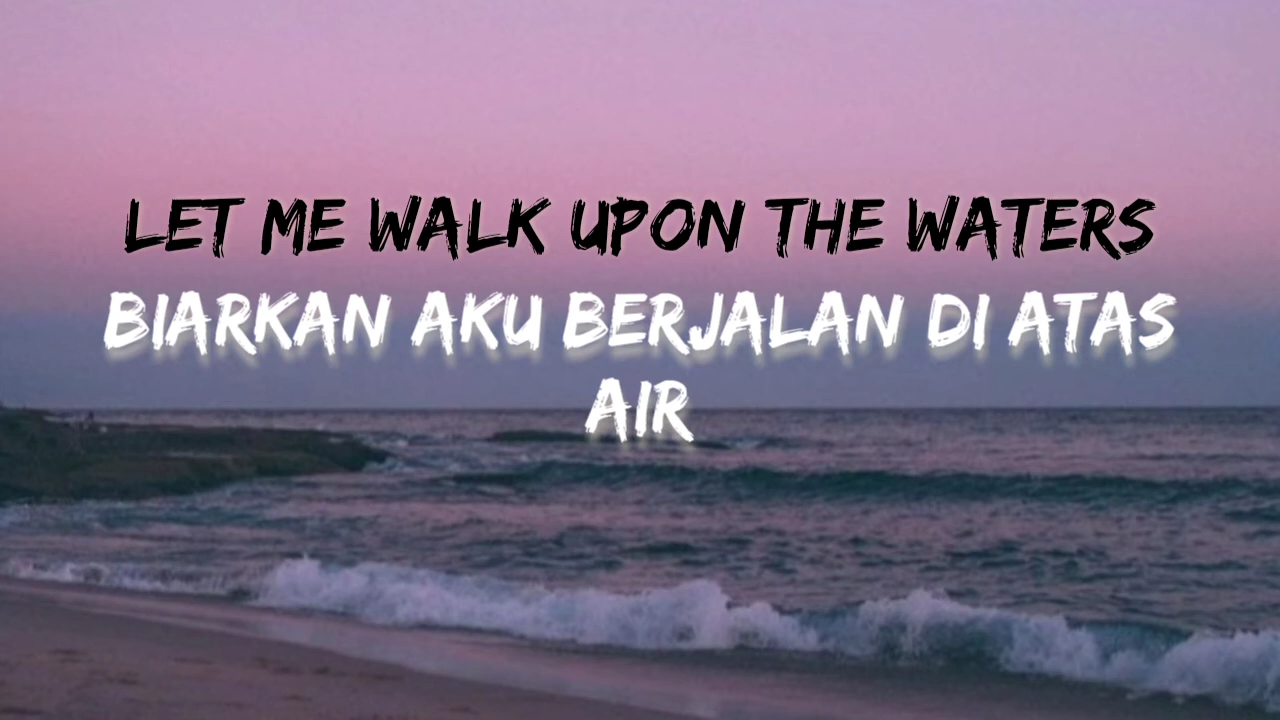 LET ME WALK UPON THE WATERS
BIARKAN AKU BERJALAN DI ATAS
AIR